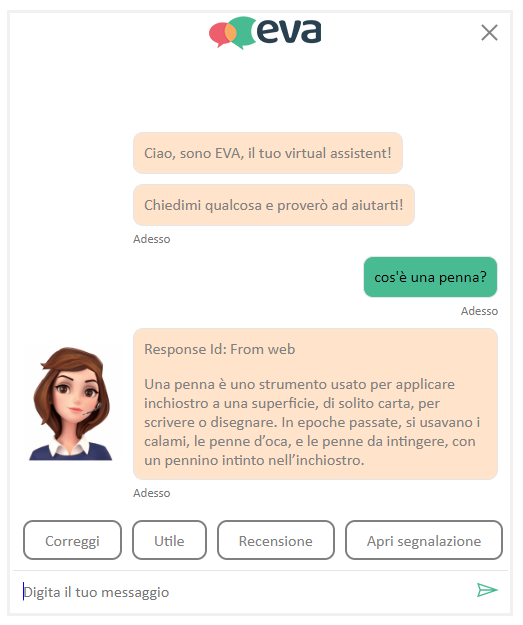 eva
Ciao, sono EVA, il tuo virtual assistent!
Chiedimi qualcosa e proverò ad aiutarti!
Adesso
cos'è una penna?
Adesso
Response Id: From web
Una penna è uno strumento usato per applicare
inchiostro a una superficie, di solito carta, per
scrivere o disegnare. In epoche passate, si usavano i
calami, le penne d’oca, e le penne da intingere, con
un pennino intinto nell’inchiostro.
Adesso
Correggi Utile Recensione Apri segnalazione
Digita il tuo messaggio